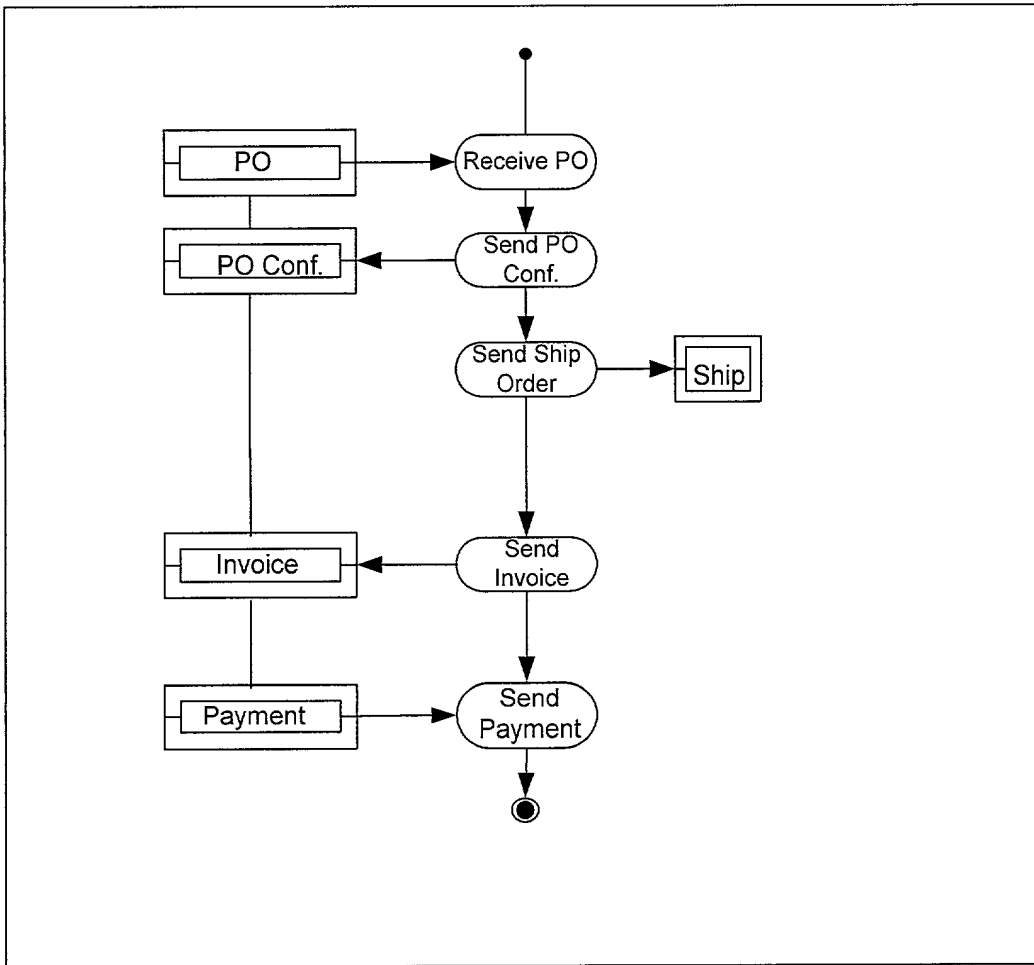 PO
Receive PO
PO Conf.
Send PO
Conf.
Send Ship
Order
Ship
Invoice
Send
Invoice
Payment
Send
Payment